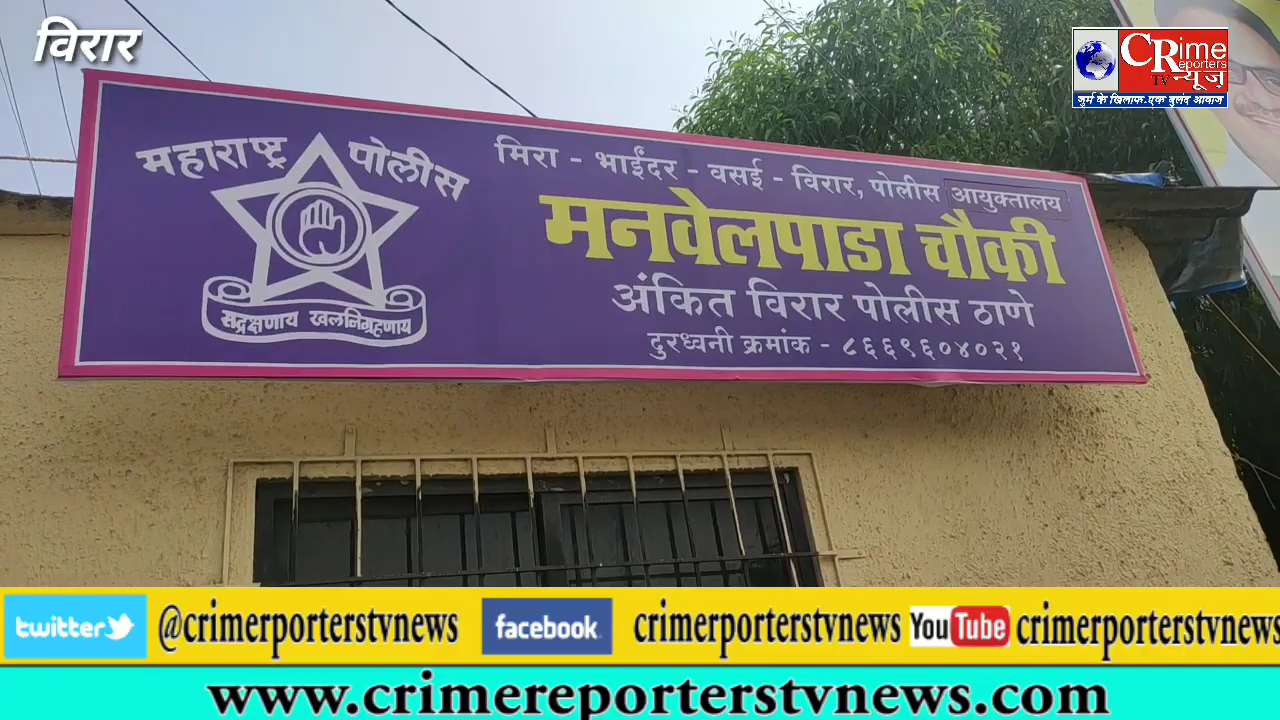 विरार
CRime
Reporters
TV न्यूज़
जुर्म के खिलाफ एक बुलंद आवाज
महाराष्ट्र पोलीस
सद्रक्षणाय खलनिग्रहणाय
मिरा - भाईंदर - वसई - विरार, पोलीस आयुक्तालय
मनवेलपाडा चौकी
अंकित विरार पोलीस ठाणे
दुरध्वनी क्रमांक - ८६६९६०४०२१
twitter @crimerporterstvnews facebook crimerporterstvnews YouTube crimerporterstvnews
www.crimereporterstvnews.com